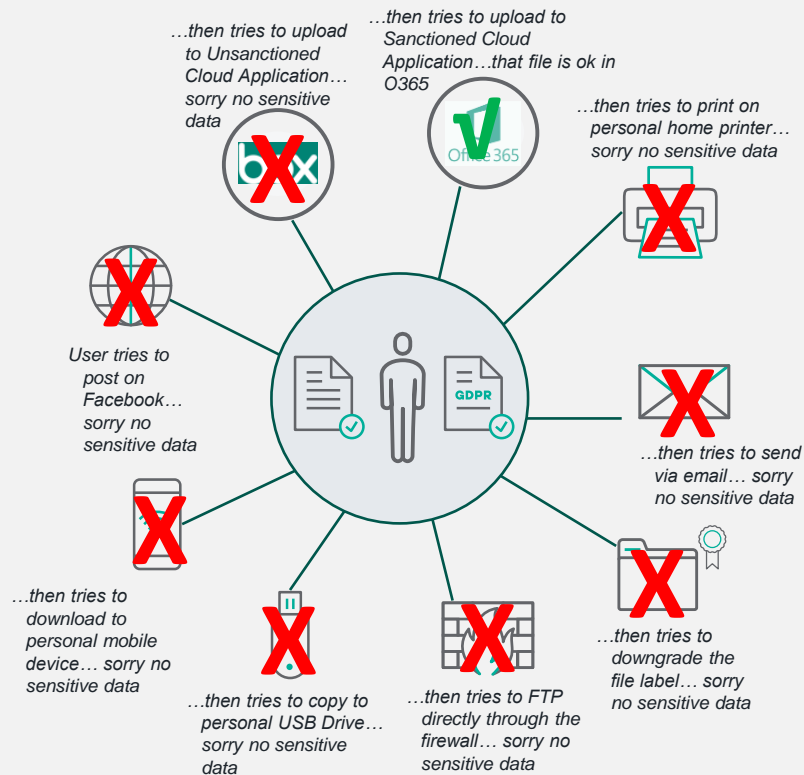 ...then tries to upload
to Unsanctioned
Cloud Application...
sorry no sensitive
data
...then tries to upload to
Sanctioned Cloud
Application...that file is ok in
O365
...then tries to print on
personal home printer...
sorry no sensitive data
box
Office 365
User tries to
post on
Facebook...
sorry no
sensitive data
GDPR
...then tries to send
via email... sorry
no sensitive data
...then tries to
downgrade the
file label... sorry
no sensitive data
...then tries to FTP
directly through the
firewall... sorry no
sensitive data
...then tries to copy to
personal USB Drive...
sorry no sensitive
data
...then tries to
download to
personal mobile
device... sorry no
sensitive data